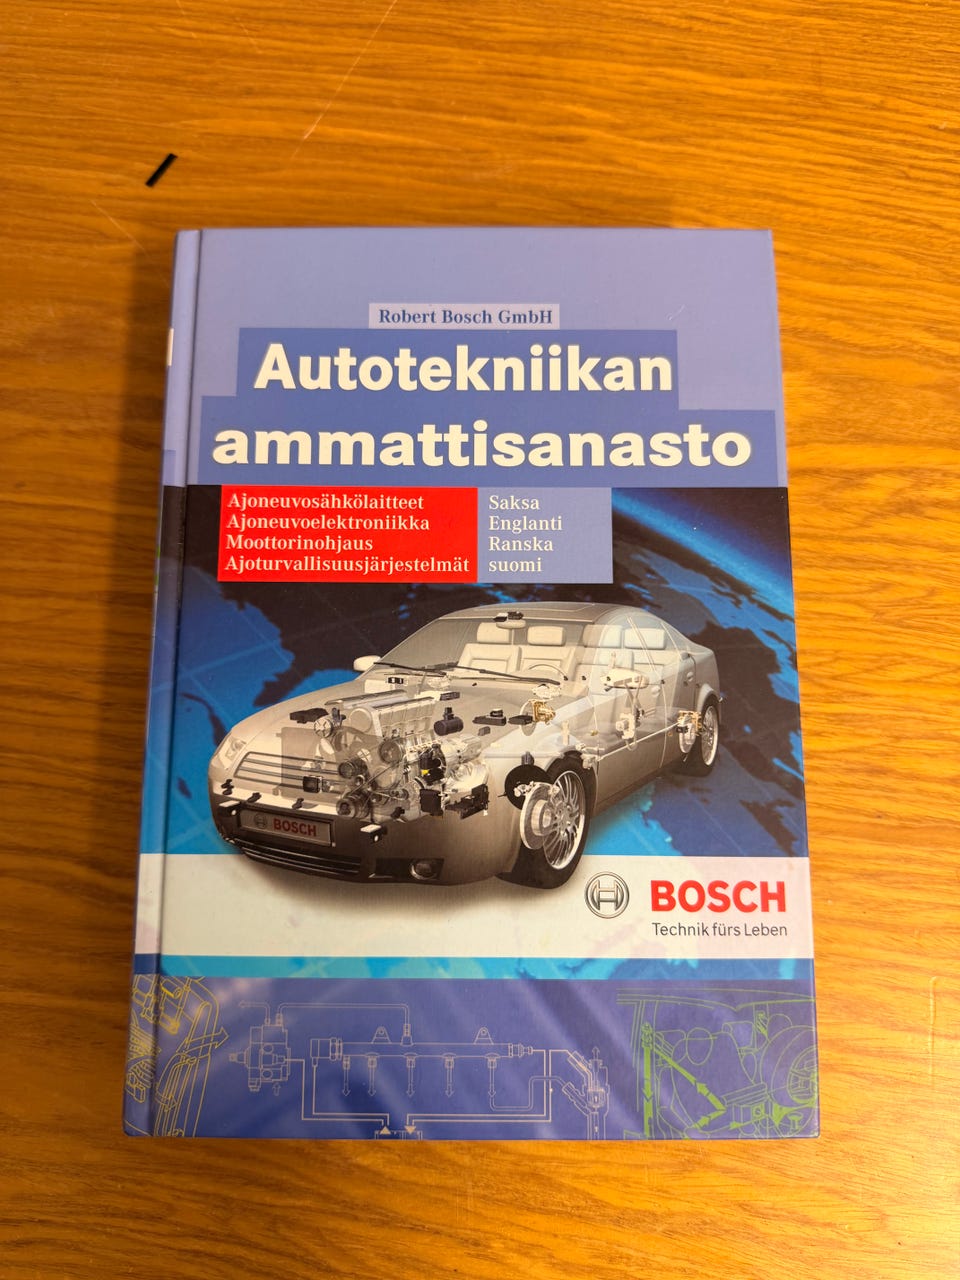 Robert Bosch GmbH
Autotekniikan
ammattisanasto
Ajoneuvosähkölaitteet
Ajoneuvoelektroniikka
Moottorinohjaus
Ajoturvallisuusjärjestelmät
Saksa
Englanti
Ranska
suomi
BOSCH
BOSCH
Technik fürs Leben